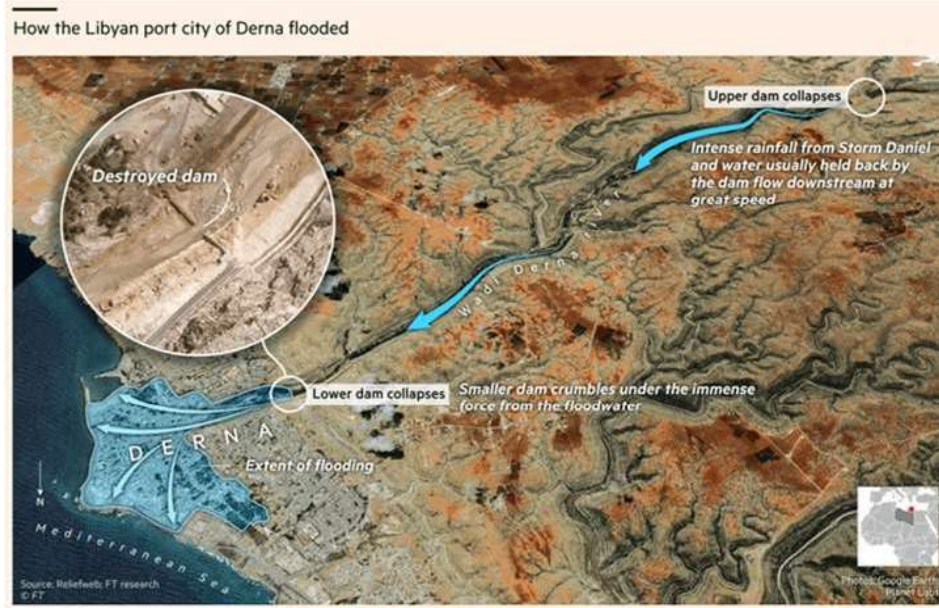 How the Libyan port city of Derna flooded
Upper dam collapses
Intense rainfall from Storm Daniel
and water usually held back by
the dam flow downstream at
great speed
Destroyed dam
Wadi Derna river
Lower dam collapses
Smaller dam crumbles under the immense
force from the floodwater
DERNA
Extent of flooding
N
Mediterranean Sea
Source: Reliefweb; FT research
© FT
Photos: Google Earth
Planet Labs